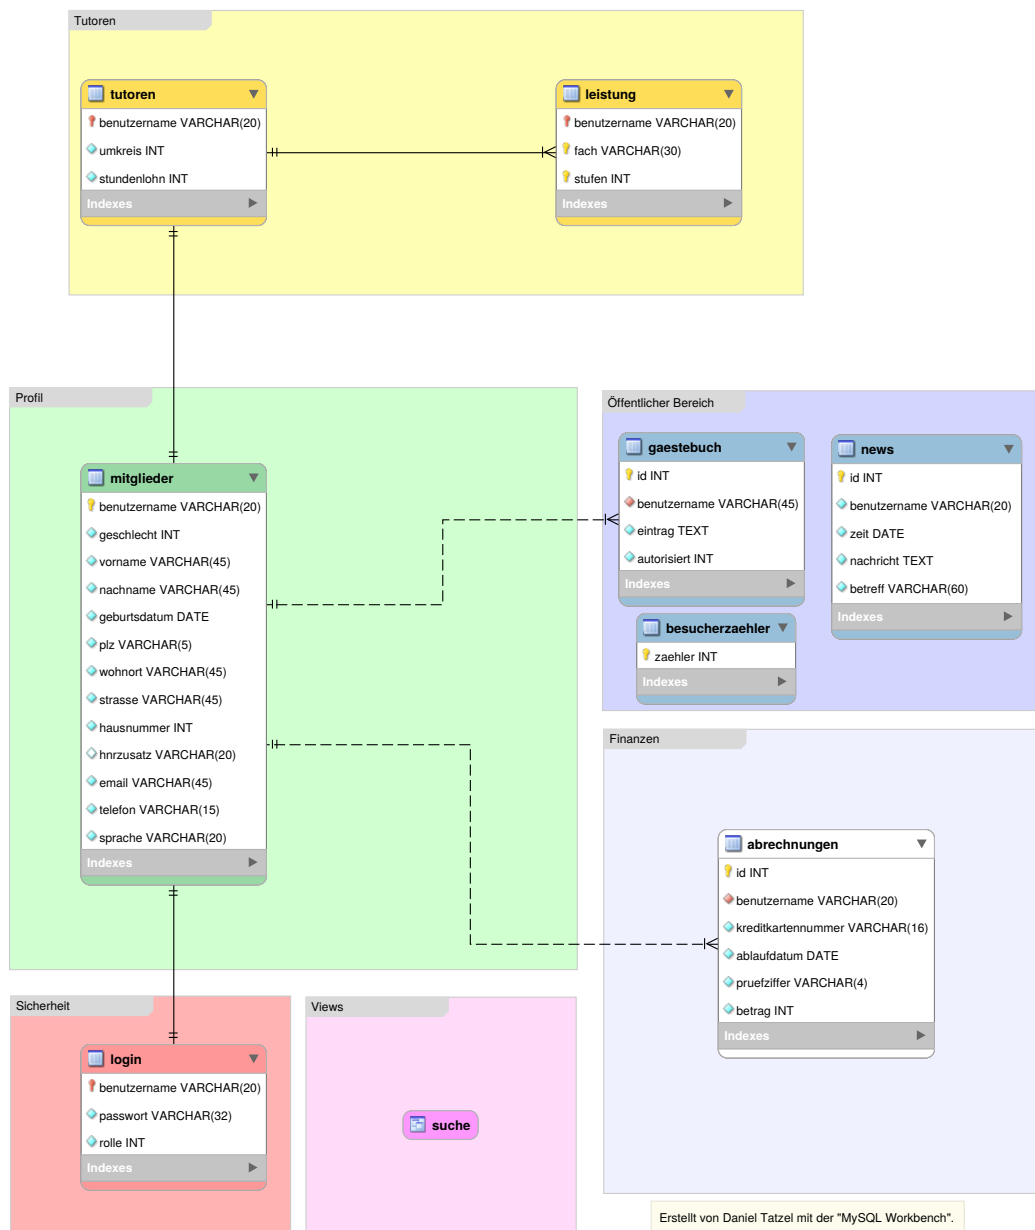 Tutoren
tutoren
benutzername VARCHAR(20)
umkreis INT
stundenlohn INT
Indexes
leistung
benutzername VARCHAR(20)
fach VARCHAR(30)
stufen INT
Indexes
Profil
mitglieder
benutzername VARCHAR(20)
geschlecht INT
vorname VARCHAR(45)
nachname VARCHAR(45)
geburtsdatum DATE
plz VARCHAR(5)
wohnort VARCHAR(45)
strasse VARCHAR(45)
hausnummer INT
hnrzusatz VARCHAR(20)
email VARCHAR(45)
telefon VARCHAR(15)
sprache VARCHAR(20)
Indexes
Öffentlicher Bereich
gaestebuch
id INT
benutzername VARCHAR(45)
eintrag TEXT
autorisiert INT
Indexes
news
id INT
benutzername VARCHAR(20)
zeit DATE
nachricht TEXT
betreff VARCHAR(60)
Indexes
besucherzaehler
zaehler INT
Indexes
Finanzen
abrechnungen
id INT
benutzername VARCHAR(20)
kreditkartennummer VARCHAR(16)
ablaufdatum DATE
pruefziffer VARCHAR(4)
betrag INT
Indexes
Sicherheit
login
benutzername VARCHAR(20)
passwort VARCHAR(32)
rolle INT
Indexes
Views
suche
Erstellt von Daniel Tatzel mit der "MySQL Workbench".